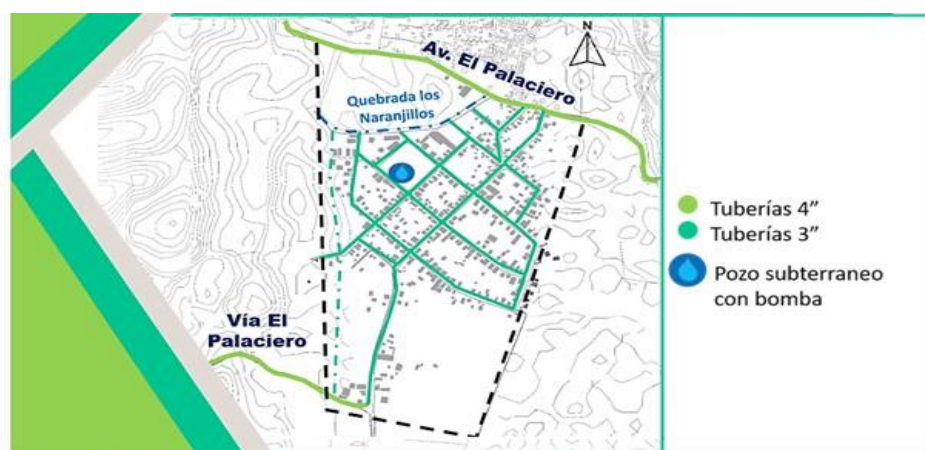 N
Av. El Palaciero
Quebrada los
Naranjillos
Vía El
Palaciero
Tuberías 4”
Tuberías 3”
Pozo subterraneo
con bomba